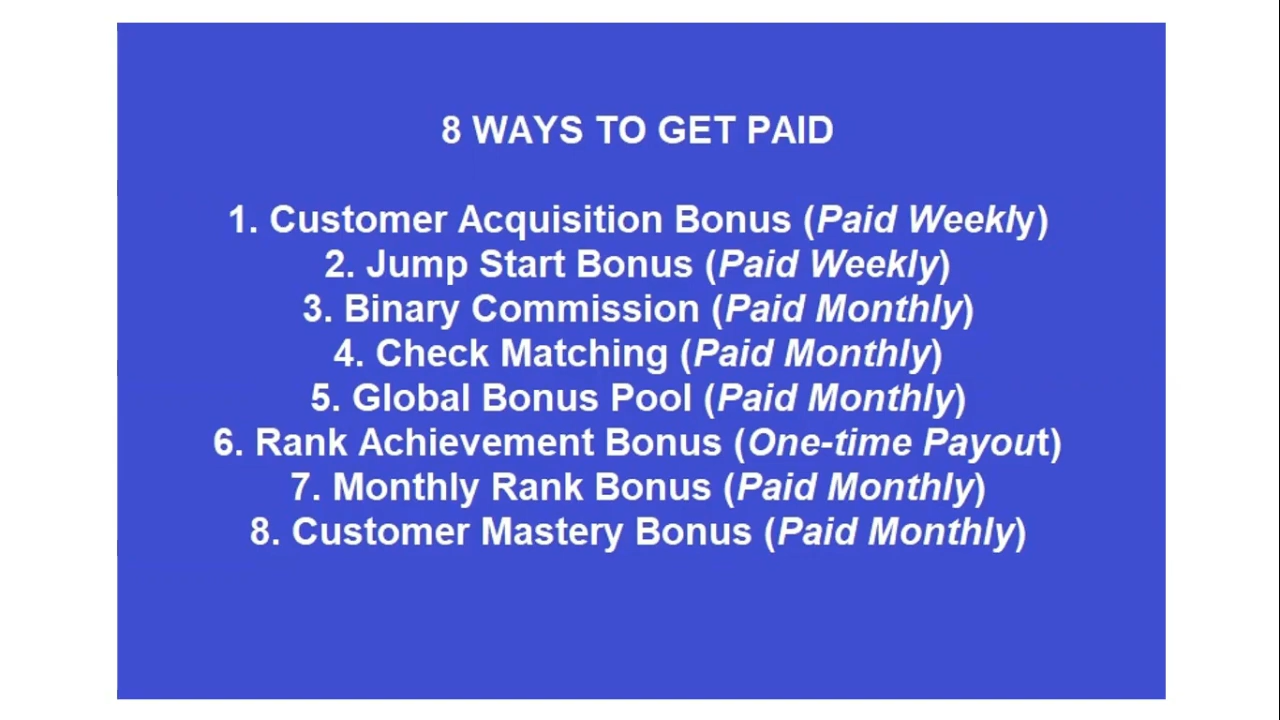 8 WAYS TO GET PAID
1. Customer Acquisition Bonus (Paid Weekly)
2. Jump Start Bonus (Paid Weekly)
3. Binary Commission (Paid Monthly)
4. Check Matching (Paid Monthly)
5. Global Bonus Pool (Paid Monthly)
6. Rank Achievement Bonus (One-time Payout)
7. Monthly Rank Bonus (Paid Monthly)
8. Customer Mastery Bonus (Paid Monthly)